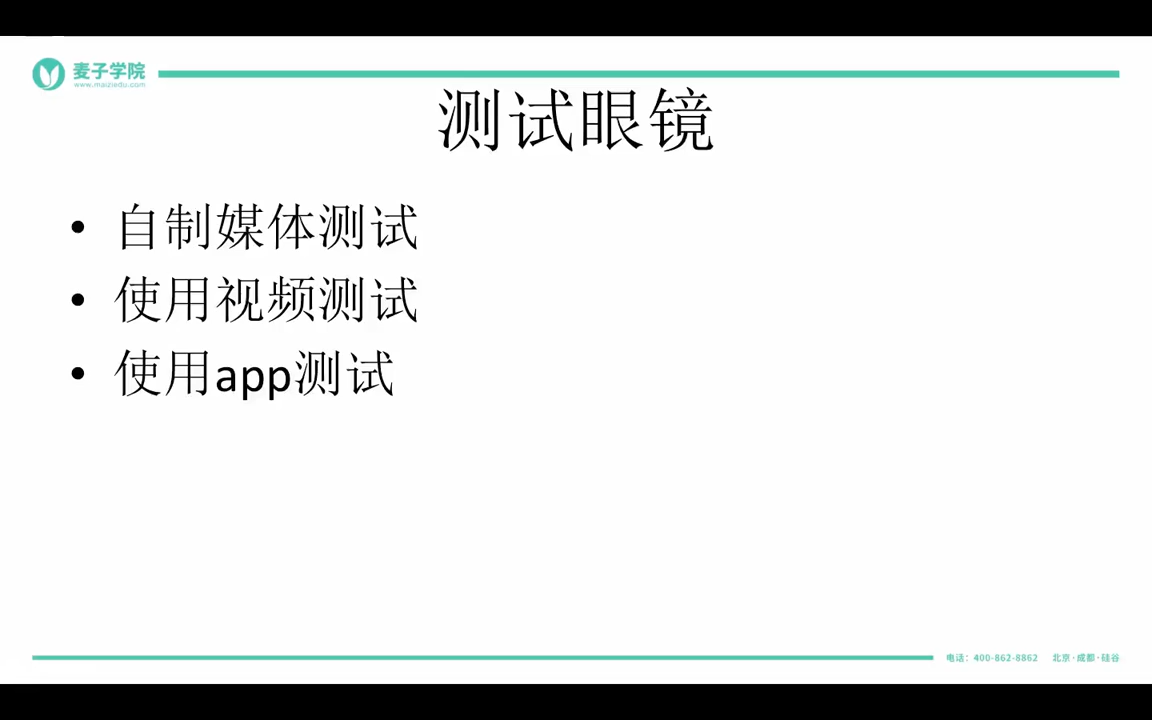 麦子学院
www.maiziedu.com
测试眼镜
• 自制媒体测试
• 使用视频测试
• 使用app测试
电话：400-862-8862 北京·成都·硅谷